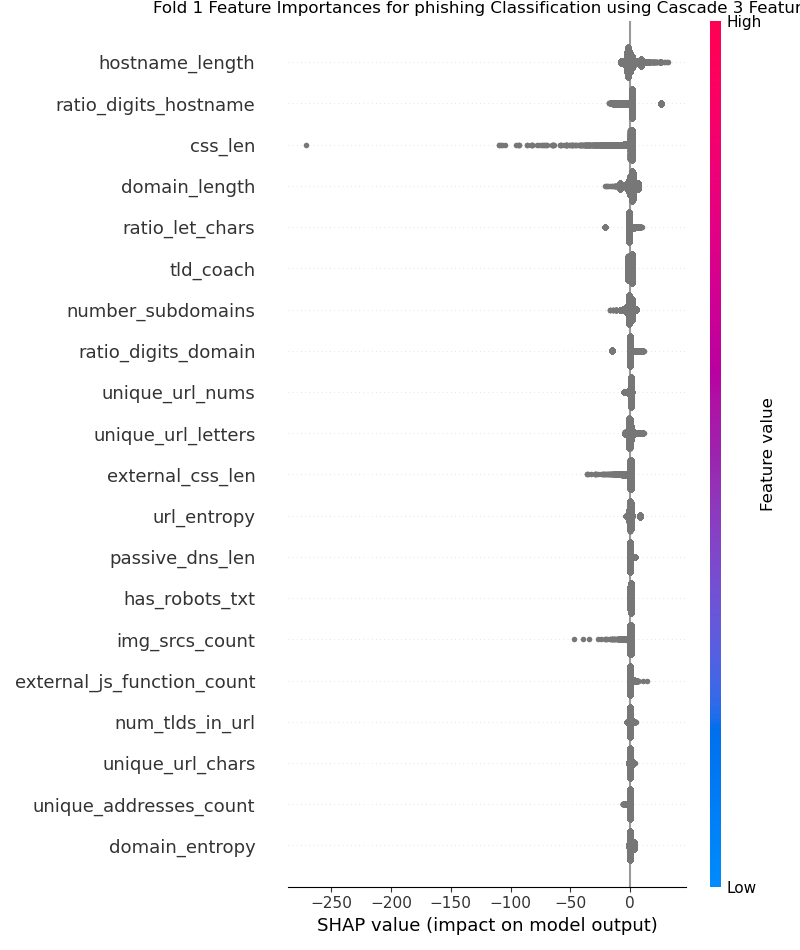 Fold 1 Feature Importances for phishing Classification using Cascade 3 Featur
High
hostname_length
ratio_digits_hostname
css_len
domain_length
ratio_let_chars
tld_coach
number_subdomains
ratio_digits_domain
unique_url_nums
unique_url_letters
external_css_len
url_entropy
passive_dns_len
has_robots_txt
img_srcs_count
external_js_function_count
num_tlds_in_url
unique_url_chars
unique_addresses_count
domain_entropy
Feature value
Low
−250 −200 −150 −100 −50 0
SHAP value (impact on model output)